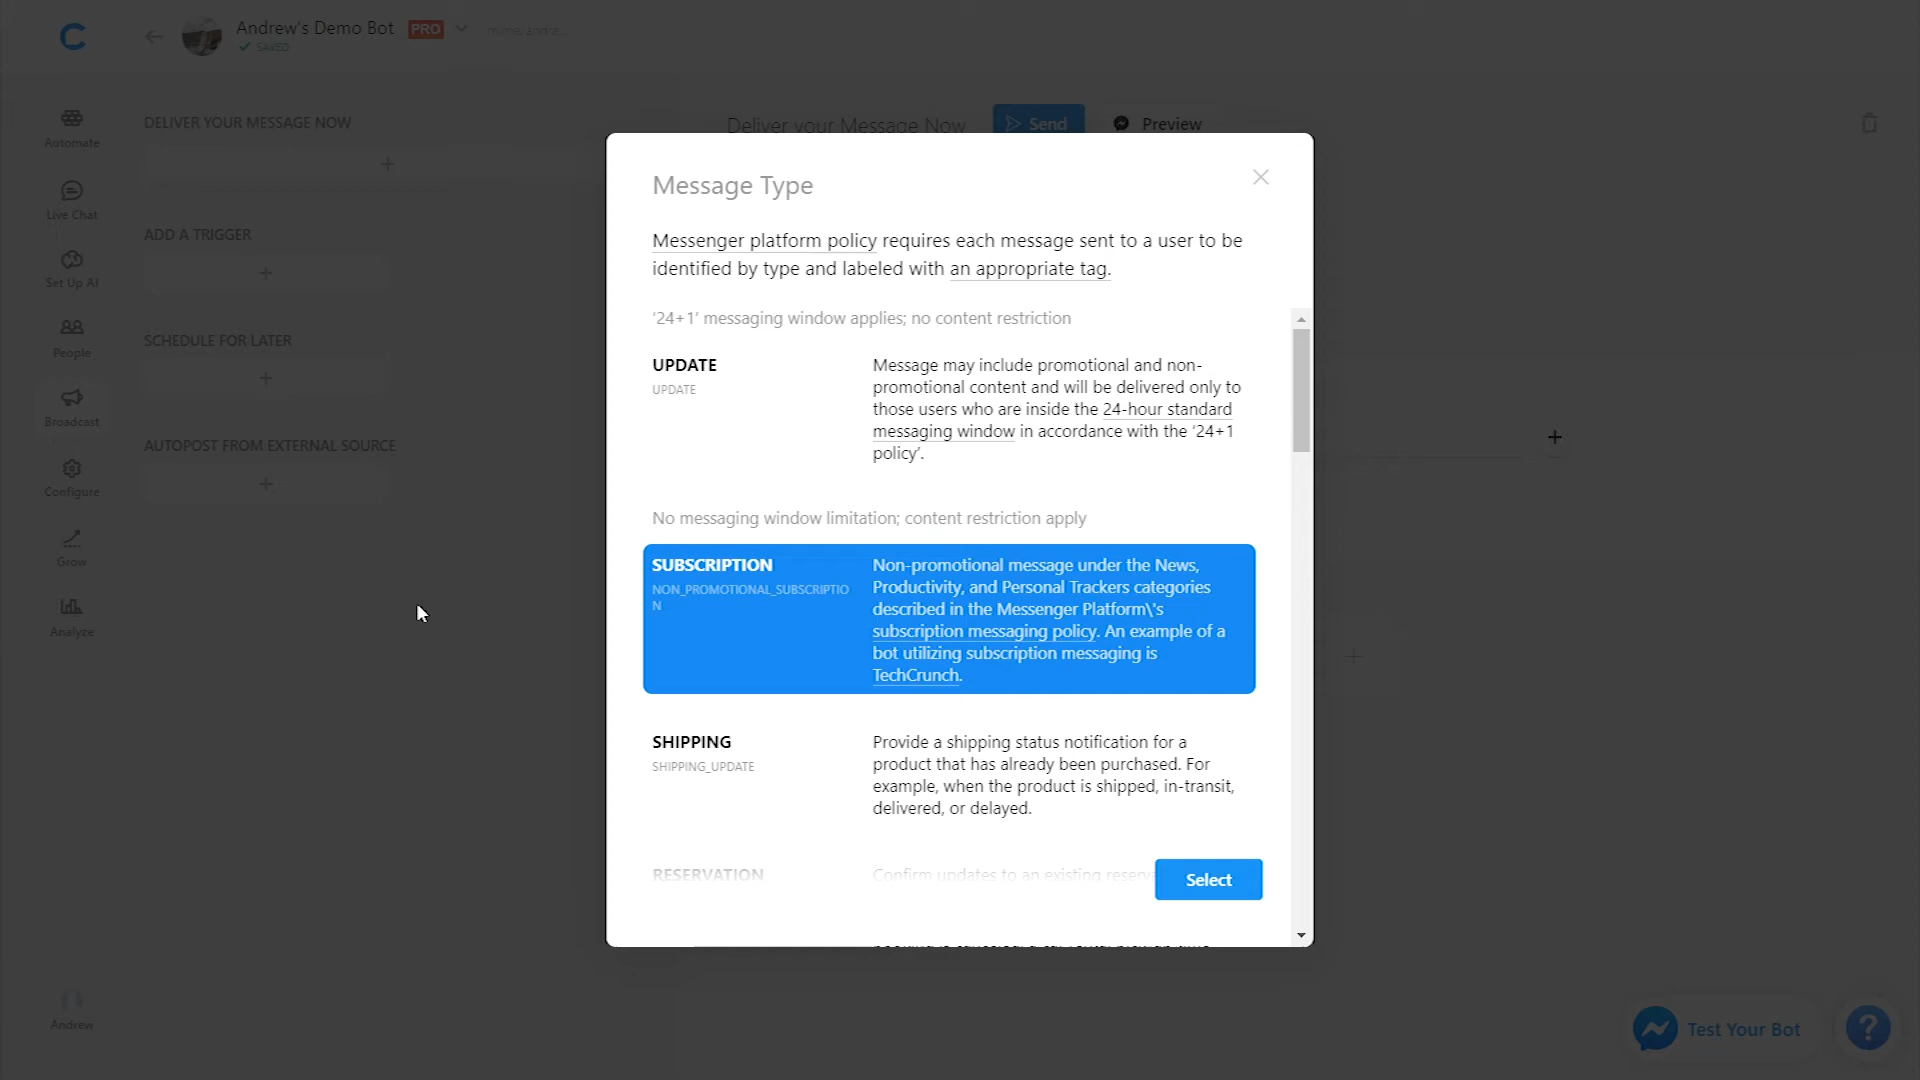 Andrew's Demo Bot PRO
SAVED
Automate
Live Chat
Set Up AI
People
Broadcast
Configure
Grow
Analyze
Andrew
DELIVER YOUR MESSAGE NOW
ADD A TRIGGER
SCHEDULE FOR LATER
AUTOPOST FROM EXTERNAL SOURCE
Deliver your Message Now
Send
Preview
Message Type
Messenger platform policy requires each message sent to a user to be
identified by type and labeled with an appropriate tag.
'24+1' messaging window applies; no content restriction
UPDATE
UPDATE
Message may include promotional and non-
promotional content and will be delivered only to
those users who are inside the 24-hour standard
messaging window in accordance with the '24+1
policy'.
No messaging window limitation; content restriction apply
SUBSCRIPTION
NON_PROMOTIONAL_SUBSCRIPTIO
N
Non-promotional message under the News,
Productivity, and Personal Trackers categories
described in the Messenger Platform\'s
subscription messaging policy. An example of a
bot utilizing subscription messaging is
TechCrunch.
SHIPPING
SHIPPING_UPDATE
Provide a shipping status notification for a
product that has already been purchased. For
example, when the product is shipped, in-transit,
delivered, or delayed.
RESERVATION
Confirm updates to an existing
Select
Test Your Bot